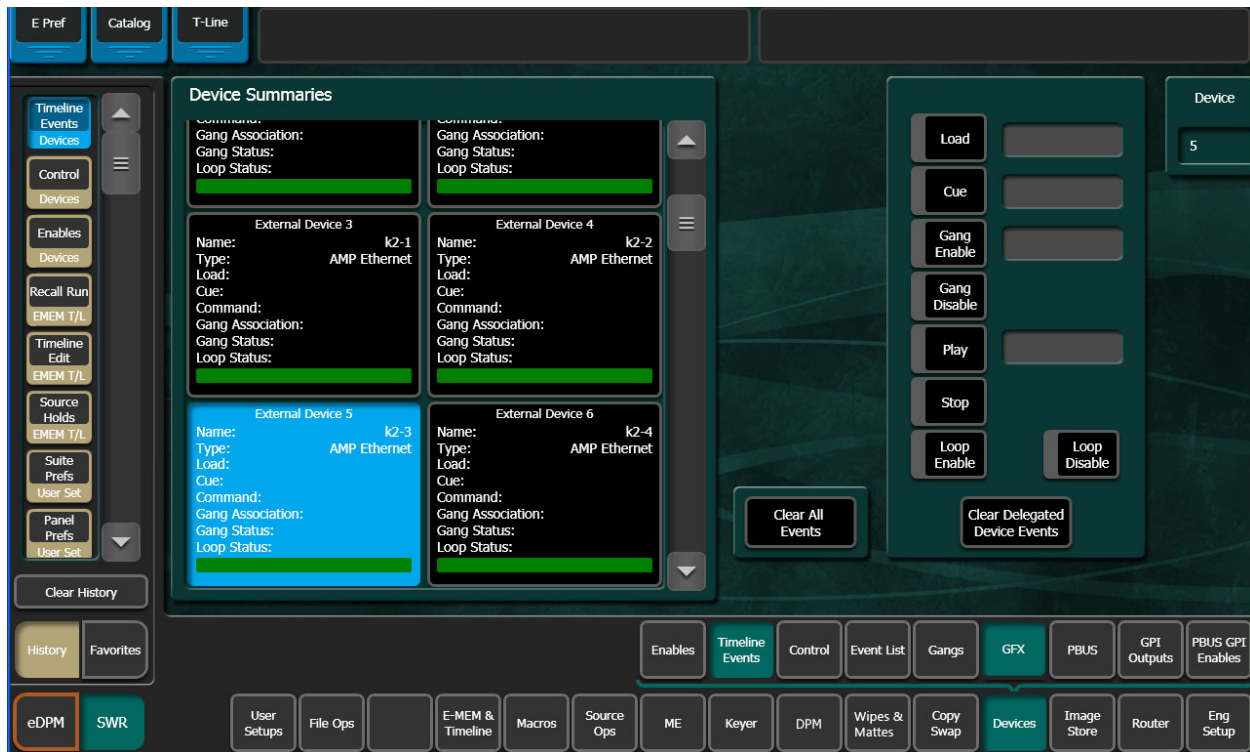 E Pref
Catalog
T-Line
Timeline
Events
Devices
Control
Devices
Enables
Devices
Recall Run
EMEM T/L
Timeline
Edit
EMEM T/L
Source
Holds
EMEM T/L
Suite
Prefs
User Set
Panel
Prefs
User Set
Clear History
History
Favorites
Device Summaries
Command:
Gang Association:
Gang Status:
Loop Status:
Command:
Gang Association:
Gang Status:
Loop Status:
External Device 3
Name: k2-1
Type: AMP Ethernet
Load:
Cue:
Command:
Gang Association:
Gang Status:
Loop Status:
External Device 4
Name: k2-2
Type: AMP Ethernet
Load:
Cue:
Command:
Gang Association:
Gang Status:
Loop Status:
External Device 5
Name: k2-3
Type: AMP Ethernet
Load:
Cue:
Command:
Gang Association:
Gang Status:
Loop Status:
External Device 6
Name: k2-4
Type: AMP Ethernet
Load:
Cue:
Command:
Gang Association:
Gang Status:
Loop Status:
Clear All
Events
Load
Cue
Gang
Enable
Gang
Disable
Play
Stop
Loop
Enable
Loop
Disable
Clear Delegated
Device Events
Device
5
Enables
Timeline
Events
Control
Event List
Gangs
GFX
PBUS
GPI
Outputs
PBUS GPI
Enables
eDPM
SWR
User
Setups
File Ops
E-MEM &
Timeline
Macros
Source
Ops
ME
Keyer
DPM
Wipes &
Mattes
Copy
Swap
Devices
Image
Store
Router
Eng
Setup